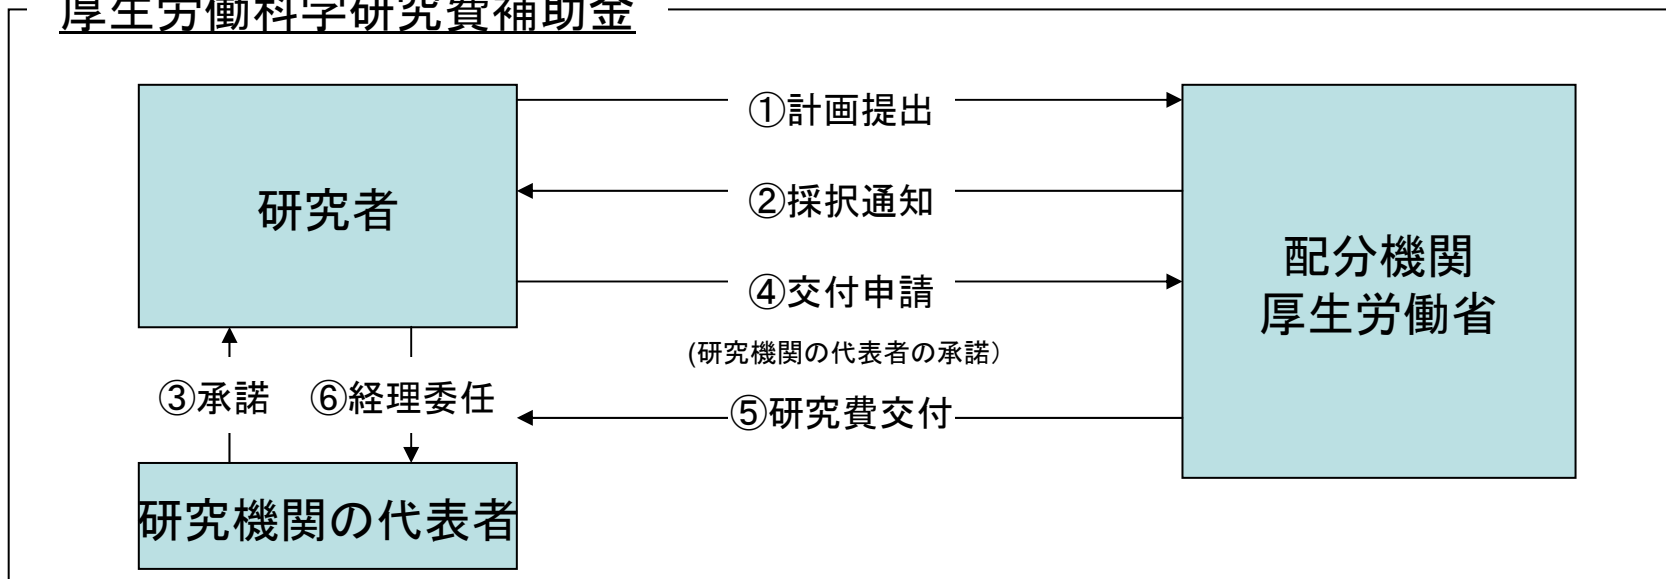 厚生労働科学研究費補助金
①計画提出
研究者
②採択通知
配分機関
厚生労働省
④交付申請
(研究機関の代表者の承諾）
③承諾
⑥経理委任
⑤研究費交付
研究機関の代表者